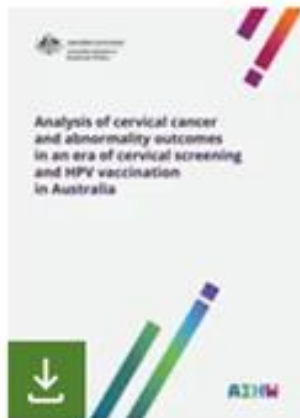 Analysis of cervical cancer
and abnormality outcomes
in an era of cervical screening
and HPV vaccination
in Australia
AIHW